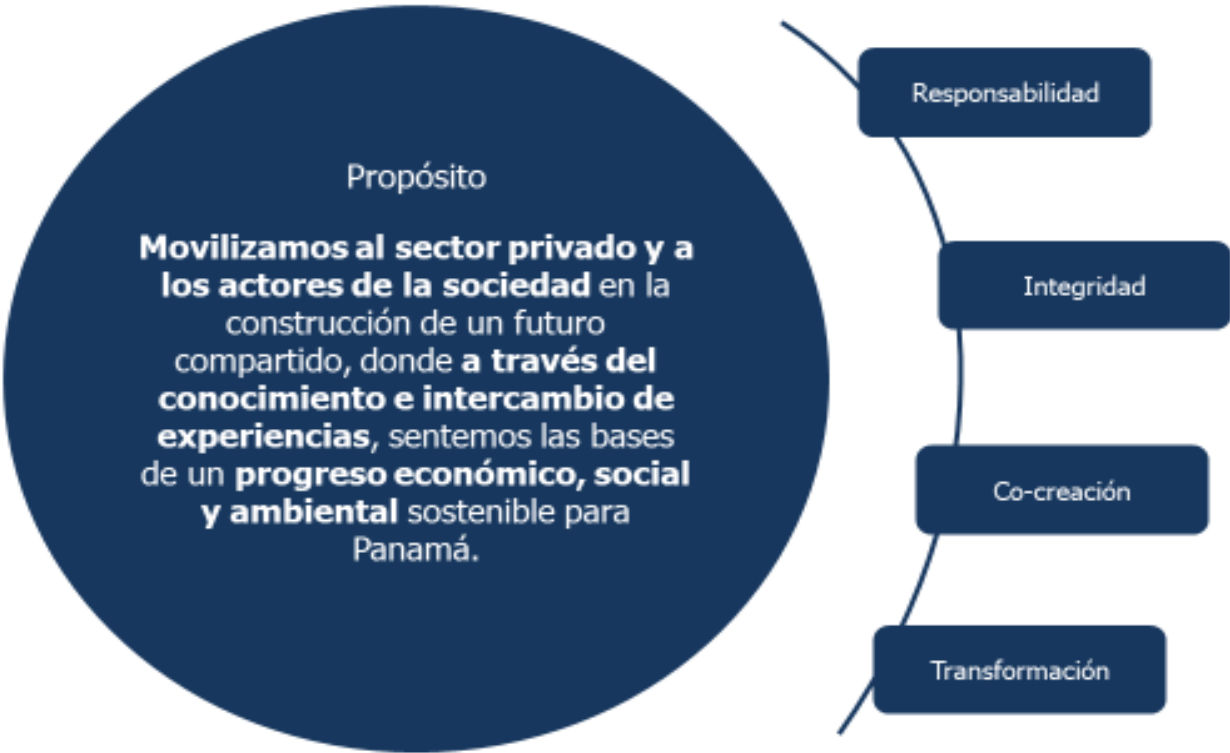 Propósito
Movilizamos al sector privado y a
los actores de la sociedad en la
construcción de un futuro
compartido, donde a través del
conocimiento e intercambio de
experiencias, sentemos las bases
de un progreso económico, social
y ambiental sostenible para
Panamá.
Responsabilidad
Integridad
Co-creación
Transformación